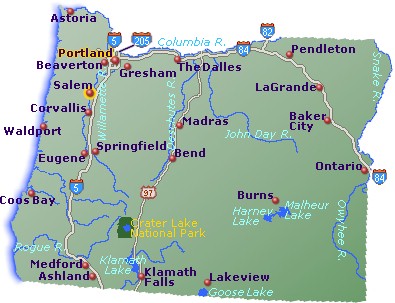 Astoria
Columbia R.
82
5
205
Portland
84
Pendleton
Beaverton
Gresham
The Dalles
Snake R.
Salem
LaGrande
Corvallis
Willamette R.
Deschutes R.
Madras
Baker
City
Waldport
John Day R.
Eugene
Springfield
Bend
Ontario
84
5
97
Coos Bay
Burns
Malheur
Lake
Harney
Lake
Owyhee R.
Crater Lake
National Park
Rogue R.
Medford
Klamath
Lake
Ashland
Klamath
Falls
Lakeview
Goose Lake